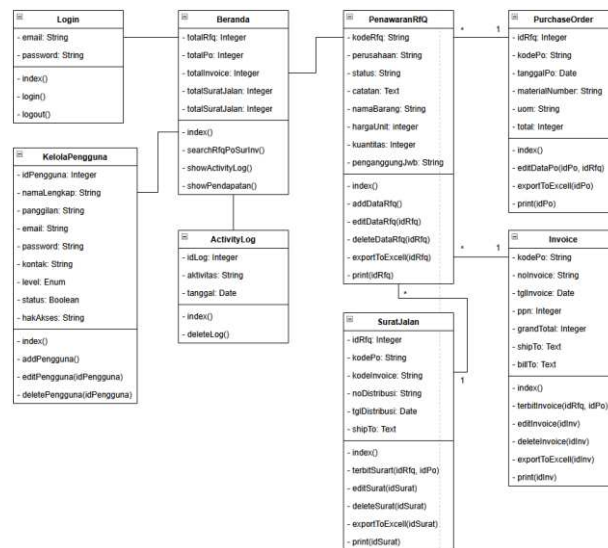 Login
- email: String
- password: String
- index()
- login()
- logout()
Beranda
- totalRfq: Integer
- totalPo: Integer
- totalInvoice: Integer
- totalSuratJalan: Integer
- totalSuratJalan: Integer
- index()
- searchRfqPoSurInv()
- showActivityLog()
- showPendapatan()
PenawaranRfQ
- kodeRfq: String
- perusahaan: String
- status: String
- catatan: Text
- namaBarang: String
- hargaUnit: integer
- kuantitas: Integer
- penganggungJwb: String
- index()
- addDataRfq()
- editDataRfq(idRfq)
- deleteDataRfq(idRfq)
- exportToExcell(idRfq)
- print(idRfq)
* 1
PurchaseOrder
- idRfq: Integer
- kodePo: String
- tanggalPo: Date
- materialNumber: String
- uom: String
- total: Integer
- index()
- editDataPo(idPo, idRfq)
- exportToExcell(idPo)
- print(idPo)
KelolaPengguna
- idPengguna: Integer
- namaLengkap: String
- panggilan: String
- email: String
- password: String
- kontak: String
- level: Enum
- status: Boolean
- hakAkses: String
- index()
- addPengguna()
- editPengguna(idPengguna)
- deletePengguna(idPengguna)
ActivityLog
- idLog: Integer
- aktivitas: String
- tanggal: Date
- index()
- deleteLog()
* 1
Invoice
- kodePo: String
- noInvoice: String
- tglInvoice: Date
- ppn: Integer
- grandTotal: Integer
- shipTo: Text
- billTo: Text
- index()
- terbitInvoice(idRfq, idPo)
- editInvoice(idInv)
- deleteInvoice(idInv)
- exportToExcell(idInv)
- print(idInv)
*
1
SuratJalan
- idRfq: Integer
- kodePo: String
- kodeInvoice: String
- noDistribusi: String
- tglDistribusi: Date
- shipTo: Text
- index()
- terbitSurart(idRfq, idPo)
- editSurat(idSurat)
- deleteSurat(idSurat)
- exportToExcell(idSurat)
- print(idSurat)